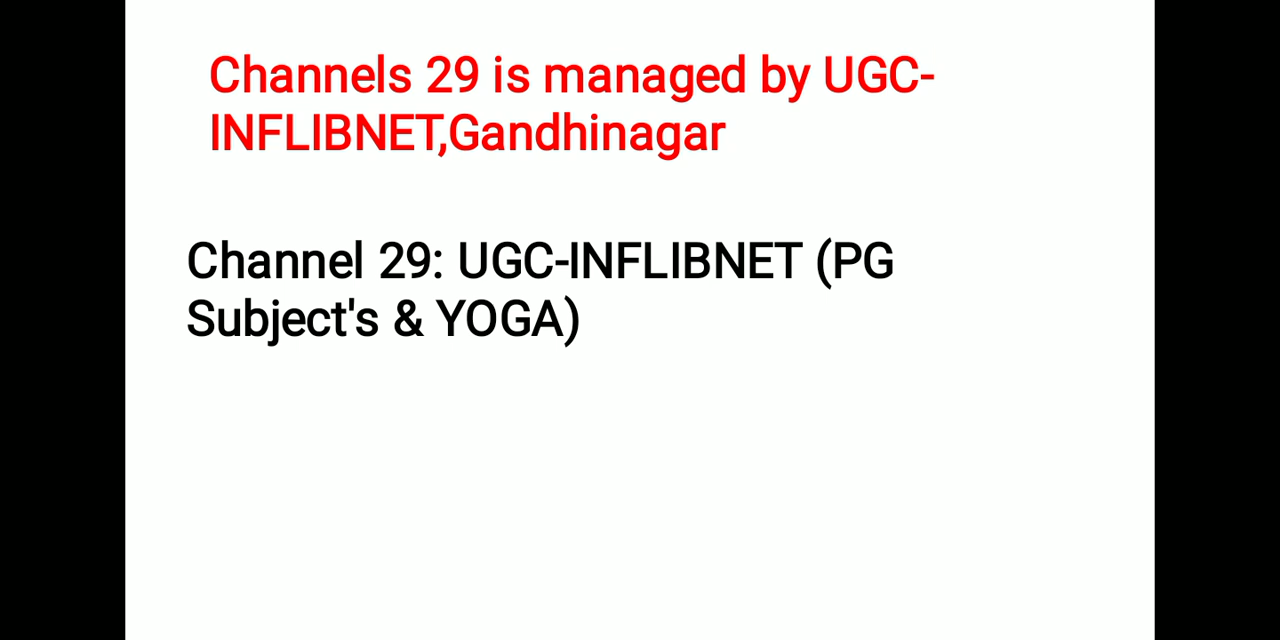 Channels 29 is managed by UGC-
INFLIBNET,Gandhinagar
Channel 29: UGC-INFLIBNET (PG
Subject's & YOGA)